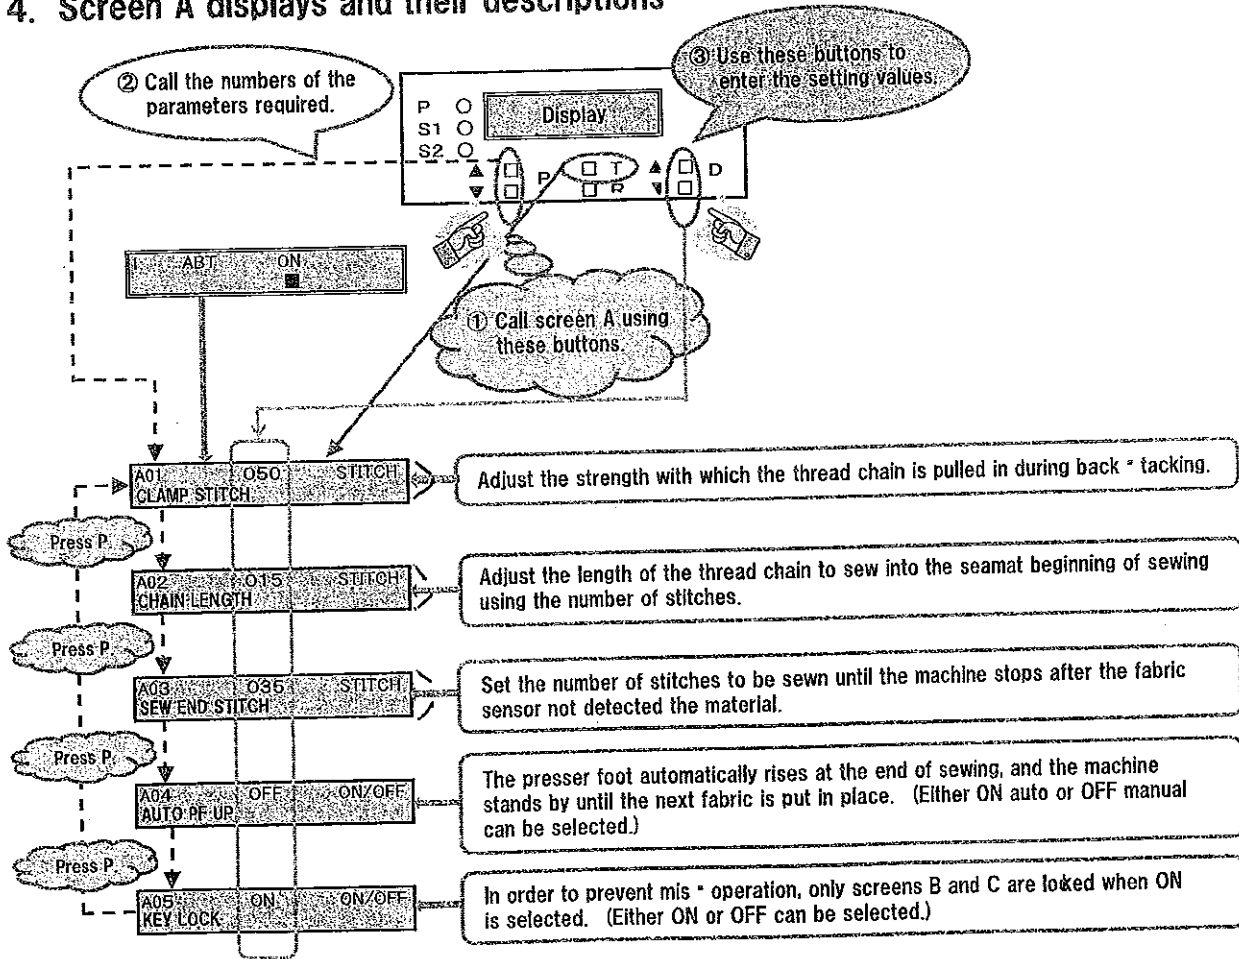 4. Screen A displays and their descriptions
② Call the numbers of the
parameters required.
③ Use these buttons to
enter the setting values.
P
S1
S2
Display
▲
▼
P
T
R
▲
▼
D
ABT
ON
① Call screen A using
these buttons.
A01 050 STITCH
CLAMP STITCH
Adjust the strength with which the thread chain is pulled in during back * tacking.
Press P.
A02 015 STITCH
CHAIN LENGTH
Adjust the length of the thread chain to sew into the seamat beginning of sewing
using the number of stitches.
Press P.
A03 035 STITCH
SEW END STITCH
Set the number of stitches to be sewn until the machine stops after the fabric
sensor not detected the material.
Press P.
A04 OFF ON/OFF
AUTO PF UP
The presser foot automatically rises at the end of sewing, and the machine
stands by until the next fabric is put in place. (Either ON auto or OFF manual
can be selected.)
Press P.
A05 ON ON/OFF
KEY LOCK
In order to prevent mis * operation, only screens B and C are locked when ON
is selected. (Either ON or OFF can be selected.)